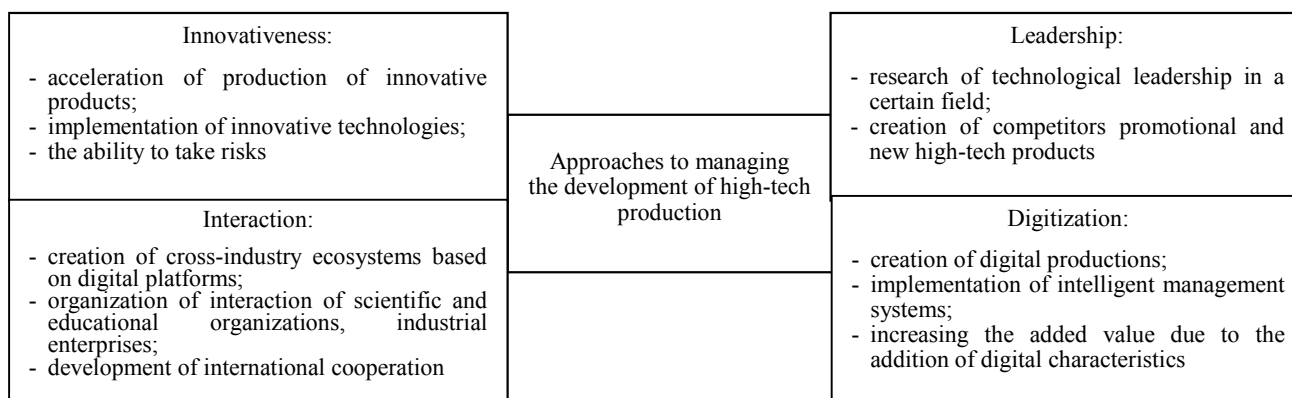 Innovativeness:
- acceleration of production of innovative
products;
- implementation of innovative technologies;
- the ability to take risks
Interaction:
- creation of cross-industry ecosystems based
on digital platforms;
- organization of interaction of scientific and
educational organizations, industrial
enterprises;
- development of international cooperation
Approaches to managing
the development of high-tech
production
Leadership:
- research of technological leadership in a
certain field;
- creation of competitors promotional and
new high-tech products
Digitization:
- creation of digital productions;
- implementation of intelligent management
systems;
- increasing the added value due to the
addition of digital characteristics